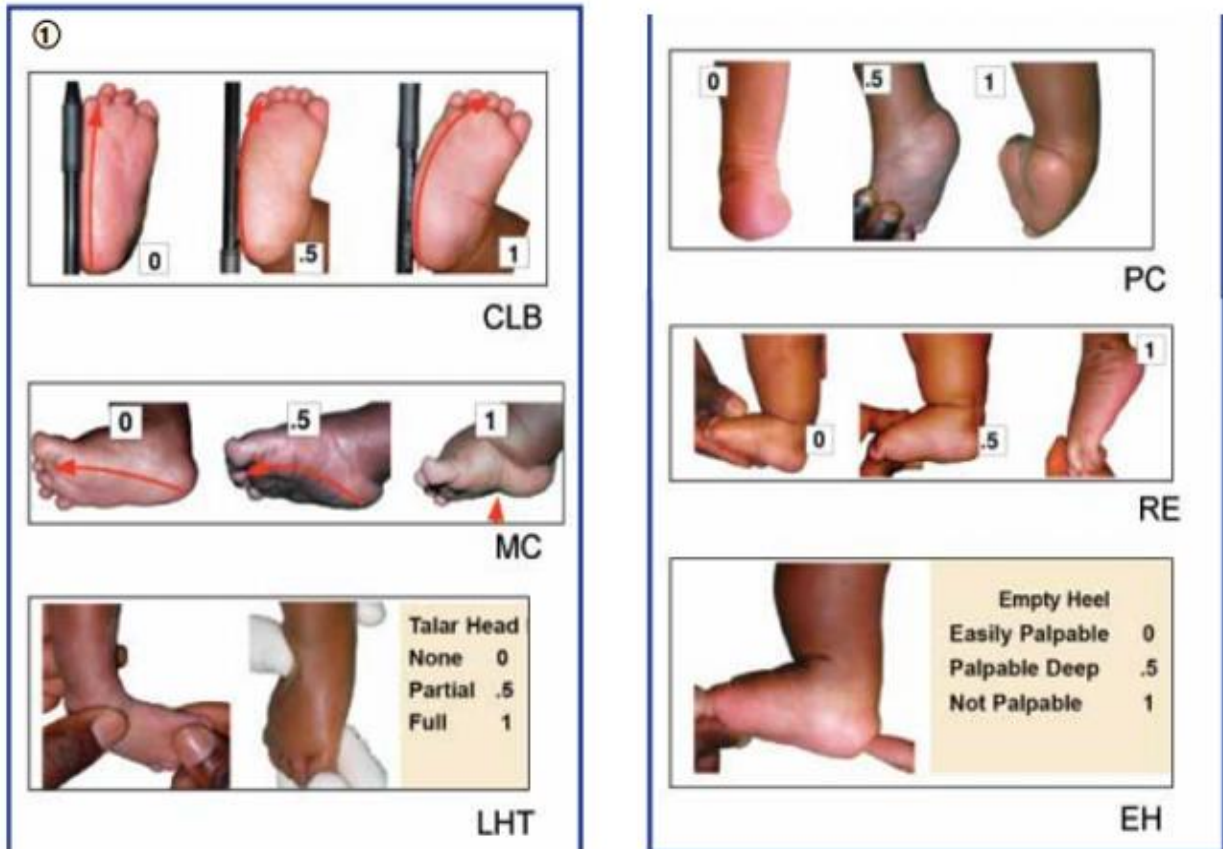 ①
0
.5
1
CLB
0
.5
1
MC
Talar Head
None 0
Partial .5
Full 1
LHT
0
.5
1
PC
0
.5
1
RE
Empty Heel
Easily Palpable 0
Palpable Deep .5
Not Palpable 1
EH